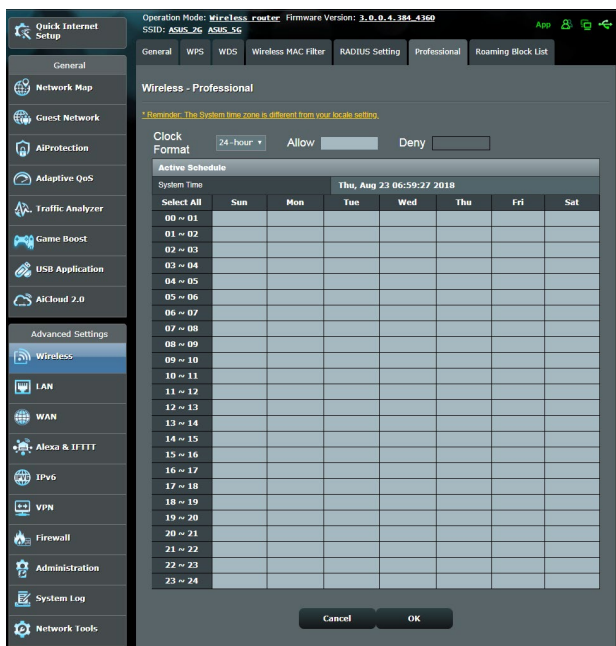 Operation Mode: Wireless router Firmware Version: 3.0.0.4.384_4360
SSID: ASUS_2G ASUS_5G
App
Quick Internet
Setup
General
Network Map
Guest Network
AiProtection
Adaptive QoS
Traffic Analyzer
Game Boost
USB Application
AiCloud 2.0
Advanced Settings
Wireless
LAN
WAN
Alexa & IFTTT
IPv6
VPN
Firewall
Administration
System Log
Network Tools
General WPS WDS Wireless MAC Filter RADIUS Setting Professional Roaming Block List
Wireless - Professional
* Reminder: The System time zone is different from your locale setting.
Clock
Format 24-hour Allow Deny
Active Schedule
System Time Thu, Aug 23 06:59:27 2018
Select All Sun Mon Tue Wed Thu Fri Sat
00 ~ 01
01 ~ 02
02 ~ 03
03 ~ 04
04 ~ 05
05 ~ 06
06 ~ 07
07 ~ 08
08 ~ 09
09 ~ 10
10 ~ 11
11 ~ 12
12 ~ 13
13 ~ 14
14 ~ 15
15 ~ 16
16 ~ 17
17 ~ 18
18 ~ 19
19 ~ 20
20 ~ 21
21 ~ 22
22 ~ 23
23 ~ 24
Cancel OK